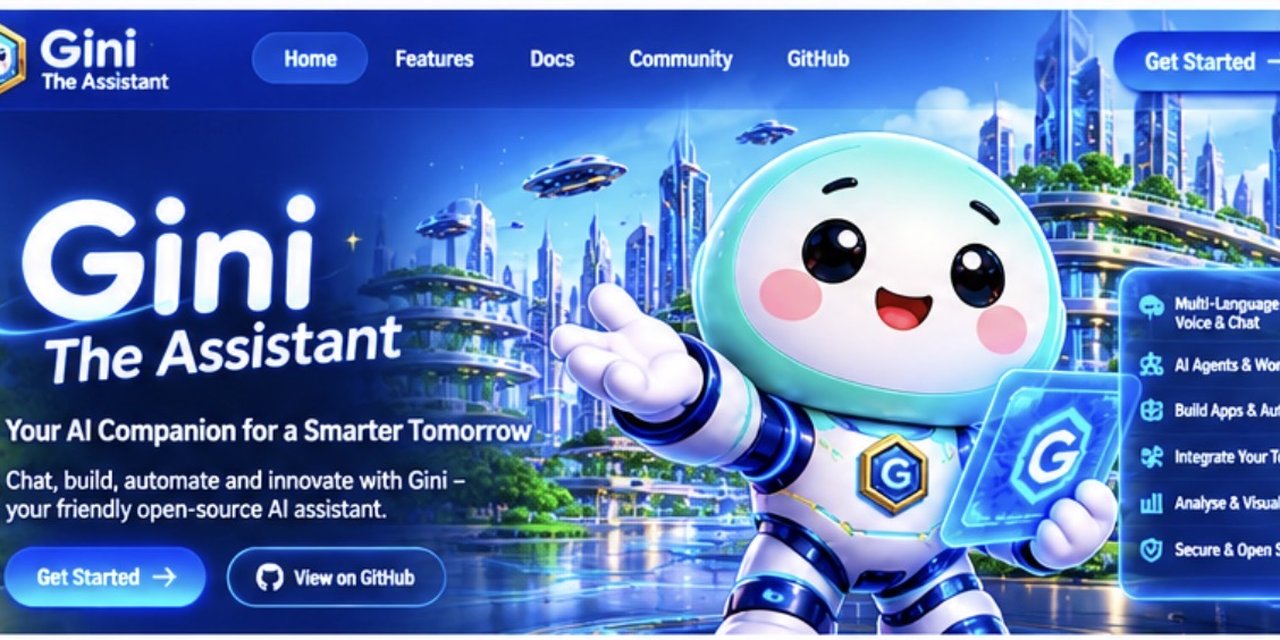 Gini
The Assistant
Home
Features
Docs
Community
GitHub
Get Started
Gini
The Assistant
Your AI Companion for a Smarter Tomorrow
Chat, build, automate and innovate with Gini –
your friendly open-source AI assistant.
Get Started
View on GitHub
G
G
Multi-Language
Voice & Chat
AI Agents &
Build Apps &
Integrate Your
Analyse &
Secure & Open